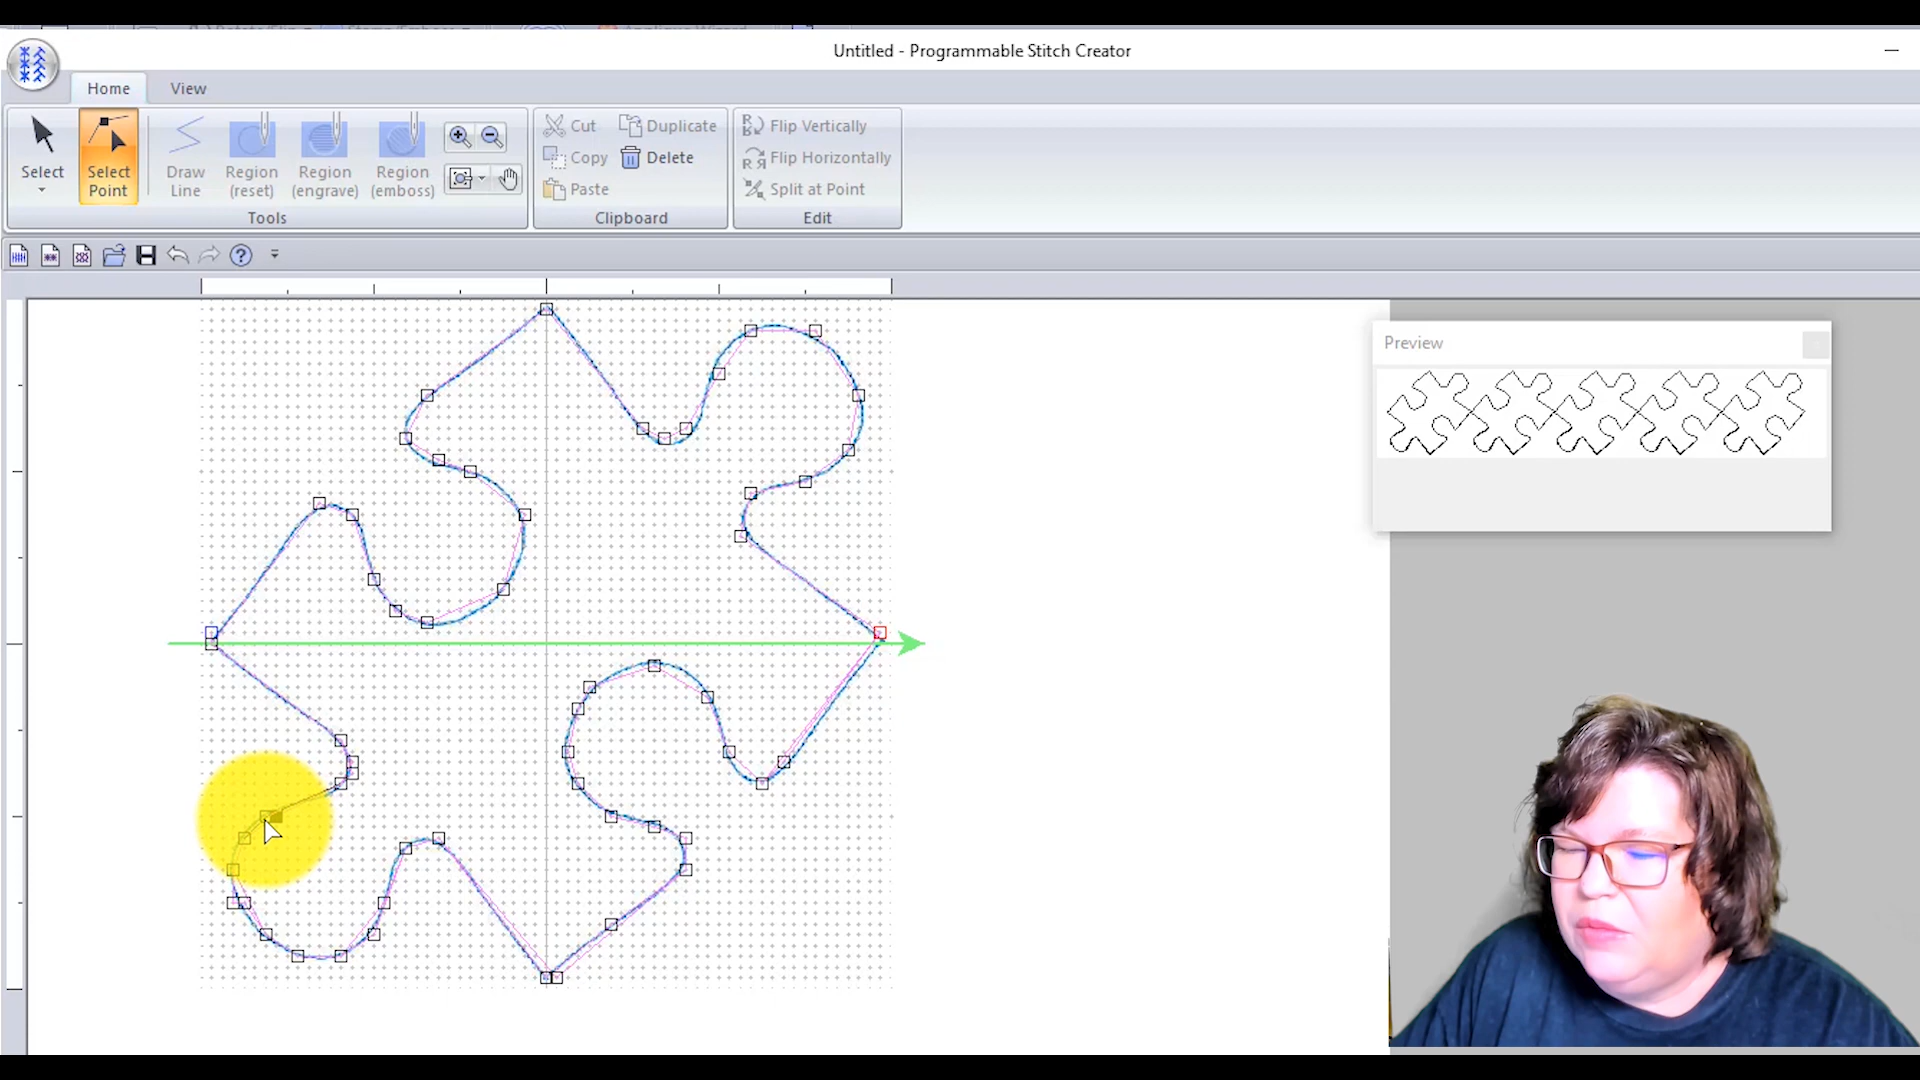 Untitled - Programmable Stitch Creator
Home View
Select
Select
Point
Draw
Line
Region
(reset)
Region
(engrave)
Region
(emboss)
Tools
Cut Duplicate
Copy Delete
Paste
Clipboard
Flip Vertically
Flip Horizontally
Split at Point
Edit
Preview